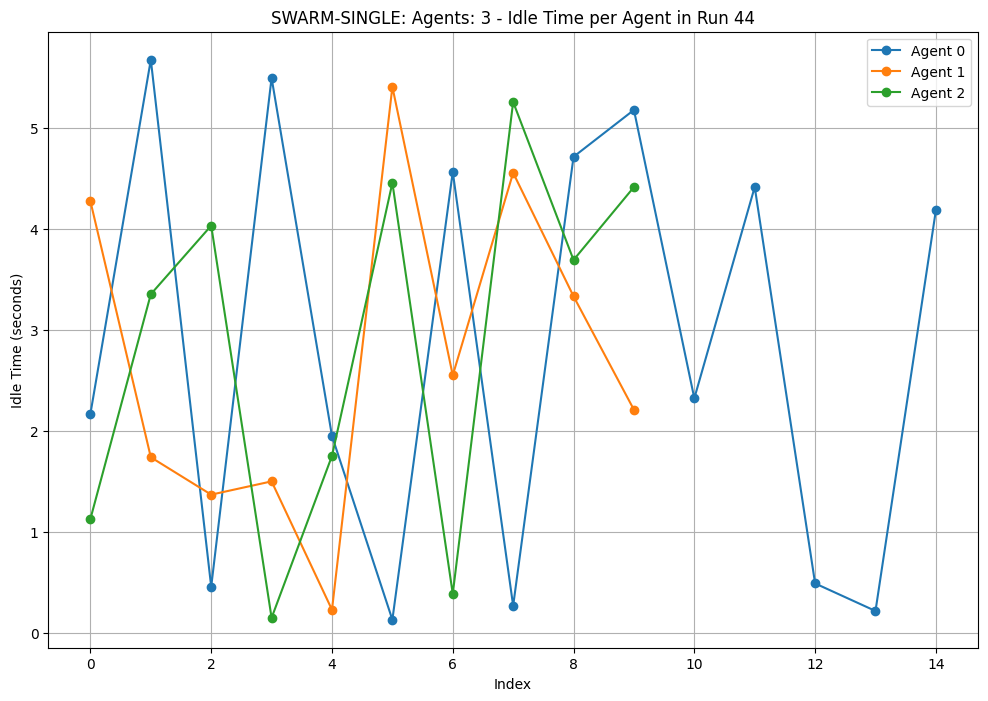 SWARM-SINGLE: Agents: 3 - Idle Time per Agent in Run 44
Agent 0
Agent 1
Agent 2
Idle Time (seconds)
5
4
3
2
1
0
0 2 4 6 8 10 12 14
Index